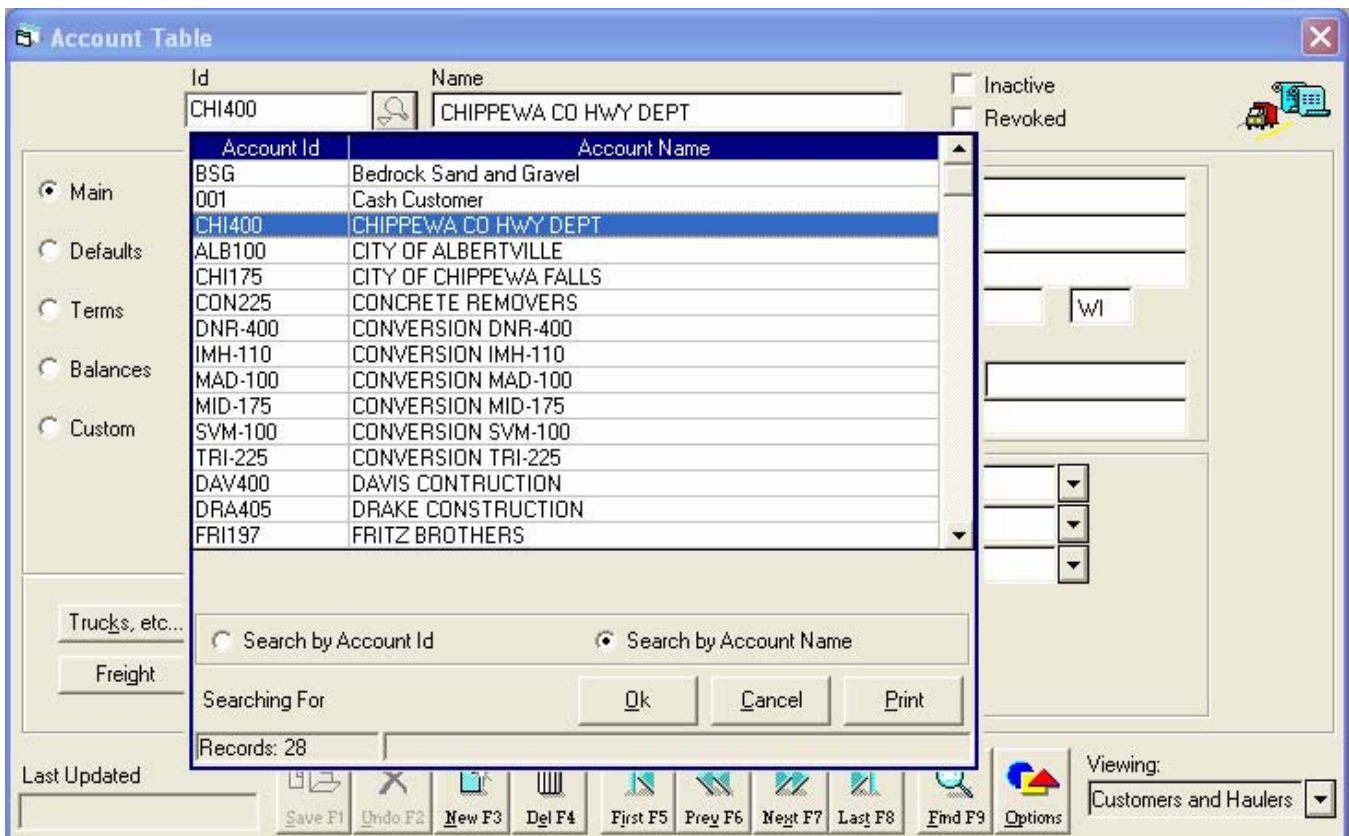 Account Table
Id Name
CHI400 CHIPPEWA CO HWY DEPT
Inactive
Revoked
Main
Defaults
Terms
Balances
Custom
Trucks, etc...
Freight
Account Id Account Name
BSG Bedrock Sand and Gravel
001 Cash Customer
CHI400 CHIPPEWA CO HWY DEPT
ALB100 CITY OF ALBERTVILLE
CHI175 CITY OF CHIPPEWA FALLS
CON225 CONCRETE REMOVERS
DNR-400 CONVERSION DNR-400
IMH-110 CONVERSION IMH-110
MAD-100 CONVERSION MAD-100
MID-175 CONVERSION MID-175
SVM-100 CONVERSION SVM-100
TRI-225 CONVERSION TRI-225
DAV400 DAVIS CONTRUCTION
DRA405 DRAKE CONSTRUCTION
FRI197 FRITZ BROTHERS
WI
Search by Account Id Search by Account Name
Searching For Ok Cancel Print
Records: 28
Last Updated
Save F1 Undo F2 New F3 Del F4 First F5 Prev F6 Next F7 Last F8 Find F9 Options
Viewing:
Customers and Haulers